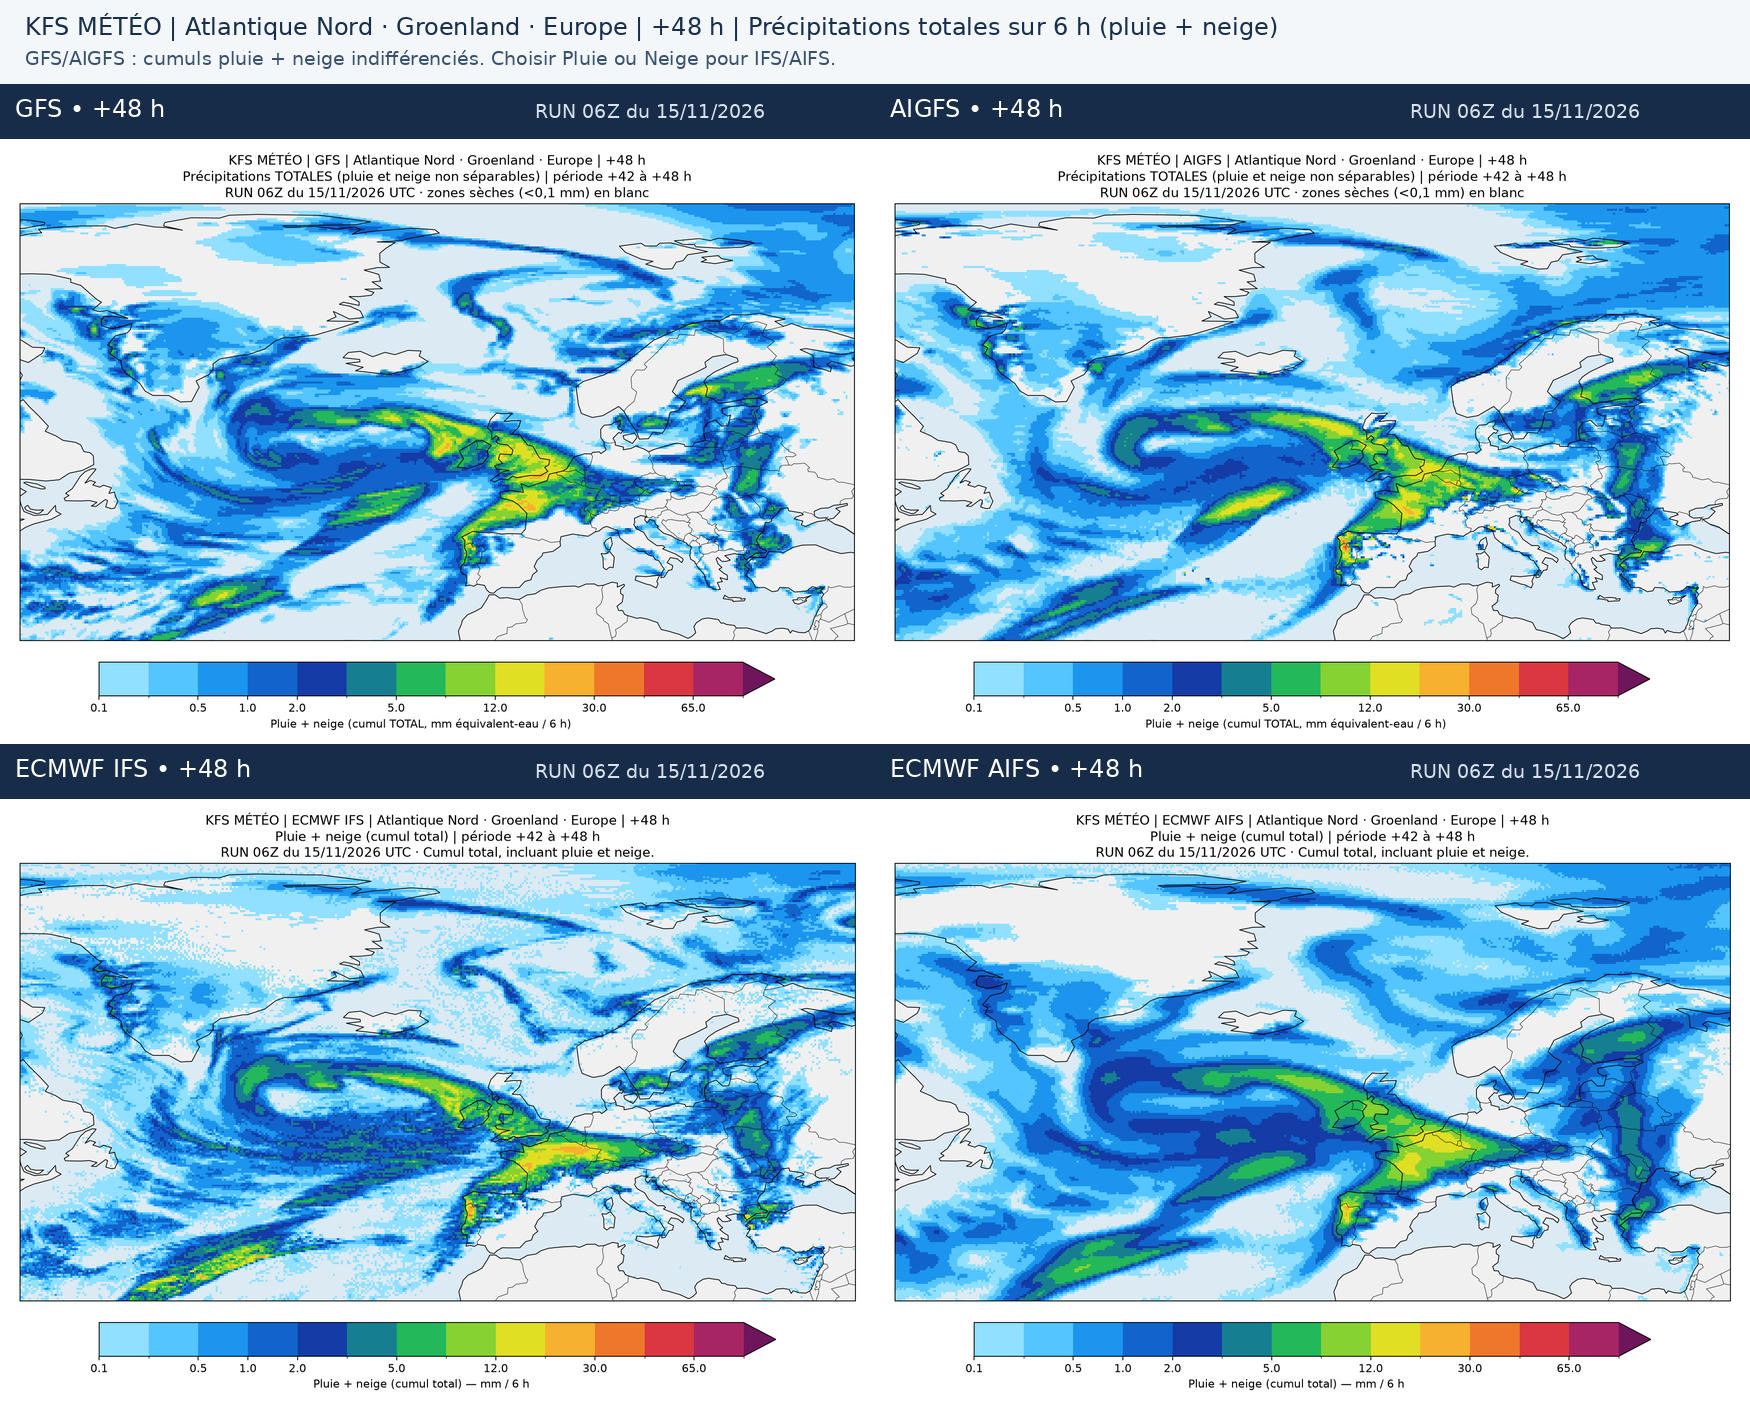 KFS MÉTÉO | Atlantique Nord · Groenland · Europe | +48 h | Précipitations totales sur 6 h (pluie + neige)
GFS/AIGFS : cumuls pluie + neige indifférenciés. Choisir Pluie ou Neige pour IFS/AIFS.
GFS • +48 h
RUN 06Z du 15/11/2026
KFS MÉTÉO | GFS | Atlantique Nord · Groenland · Europe | +48 h
Précipitations TOTALES (pluie et neige non séparables) | période +42 à +48 h
RUN 06Z du 15/11/2026 UTC · zones sèches (<0,1 mm) en blanc
0.1 0.5 1.0 2.0 5.0 12.0 30.0 65.0
Pluie + neige (cumul TOTAL, mm équivalent-eau / 6 h)
AIGFS • +48 h
RUN 06Z du 15/11/2026
KFS MÉTÉO | AIGFS | Atlantique Nord · Groenland · Europe | +48 h
Précipitations TOTALES (pluie et neige non séparables) | période +42 à +48 h
RUN 06Z du 15/11/2026 UTC · zones sèches (<0,1 mm) en blanc
0.1 0.5 1.0 2.0 5.0 12.0 30.0 65.0
Pluie + neige (cumul TOTAL, mm équivalent-eau / 6 h)
ECMWF IFS • +48 h
RUN 06Z du 15/11/2026
KFS MÉTÉO | ECMWF IFS | Atlantique Nord · Groenland · Europe | +48 h
Pluie + neige (cumul total) | période +42 à +48 h
RUN 06Z du 15/11/2026 UTC · Cumul total, incluant pluie et neige.
0.1 0.5 1.0 2.0 5.0 12.0 30.0 65.0
Pluie + neige (cumul total) — mm / 6 h
ECMWF AIFS • +48 h
RUN 06Z du 15/11/2026
KFS MÉTÉO | ECMWF AIFS | Atlantique Nord · Groenland · Europe | +48 h
Pluie + neige (cumul total) | période +42 à +48 h
RUN 06Z du 15/11/2026 UTC · Cumul total, incluant pluie et neige.
0.1 0.5 1.0 2.0 5.0 12.0 30.0 65.0
Pluie + neige (cumul total) — mm / 6 h